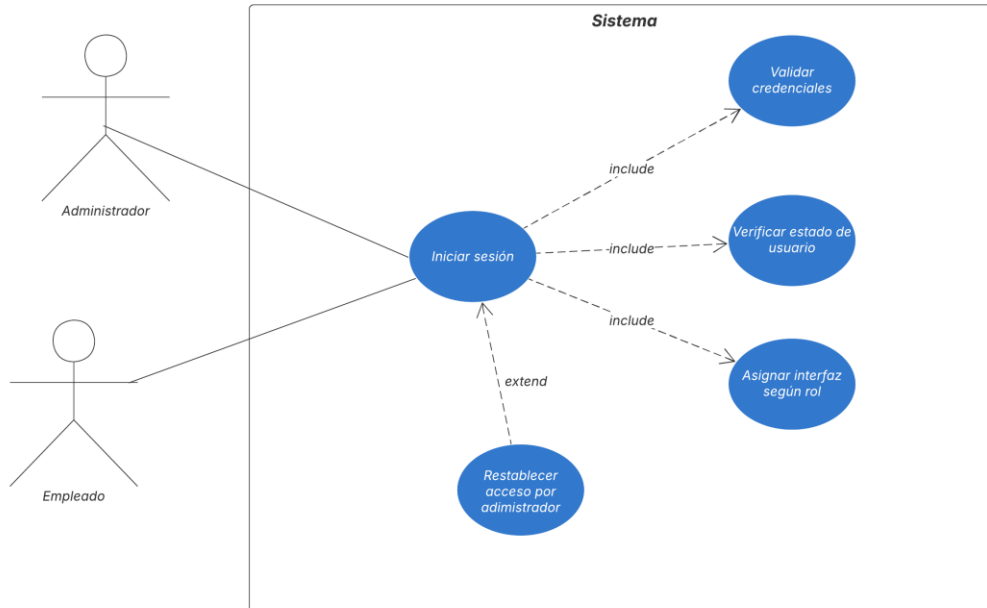 Sistema
Validar
credenciales
include
Administrador
Verificar estado de
usuario
include
Iniciar sesión
include
Asignar interfaz
según rol
extend
Empleado
Restablecer
acceso por
adimistrador